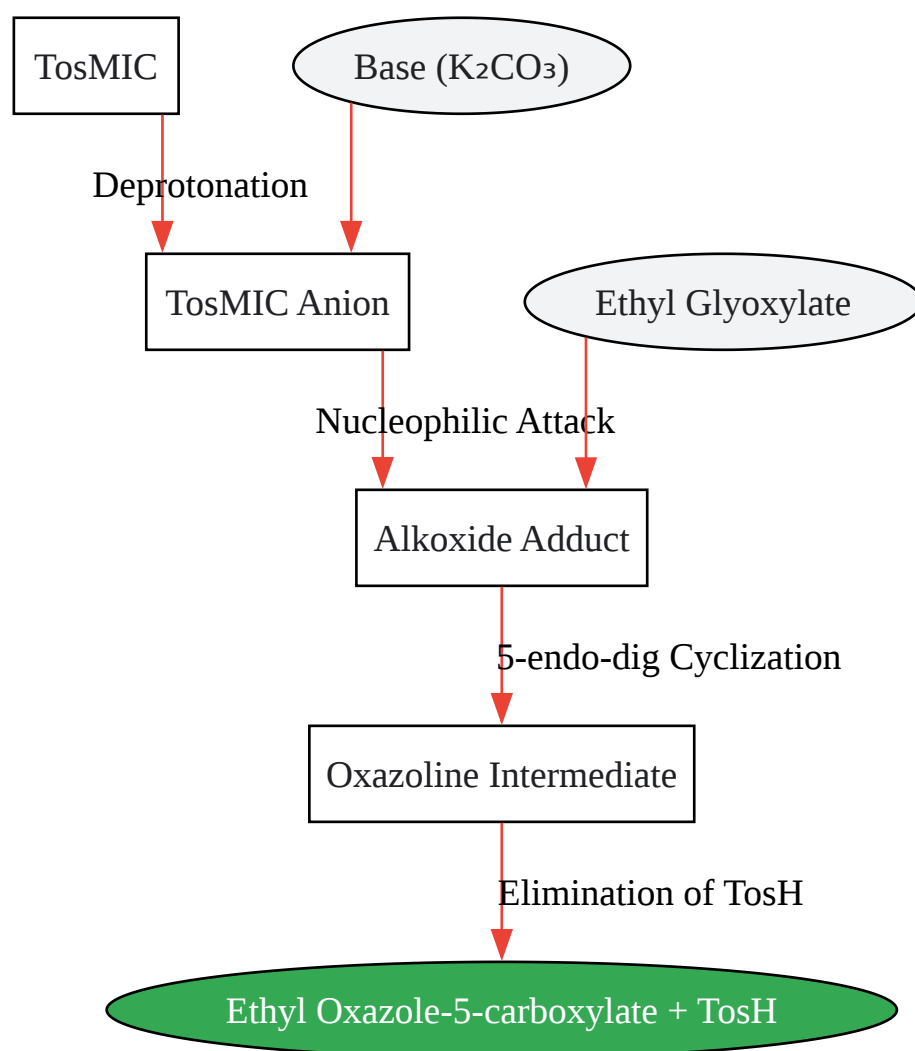 TosMIC
Base (K₂CO₃)
Deprotonation
TosMIC Anion
Ethyl Glyoxylate
Nucleophilic Attack
Alkoxide Adduct
5-endo-dig Cyclization
Oxazoline Intermediate
Elimination of TosH
Ethyl Oxazole-5-carboxylate + TosH